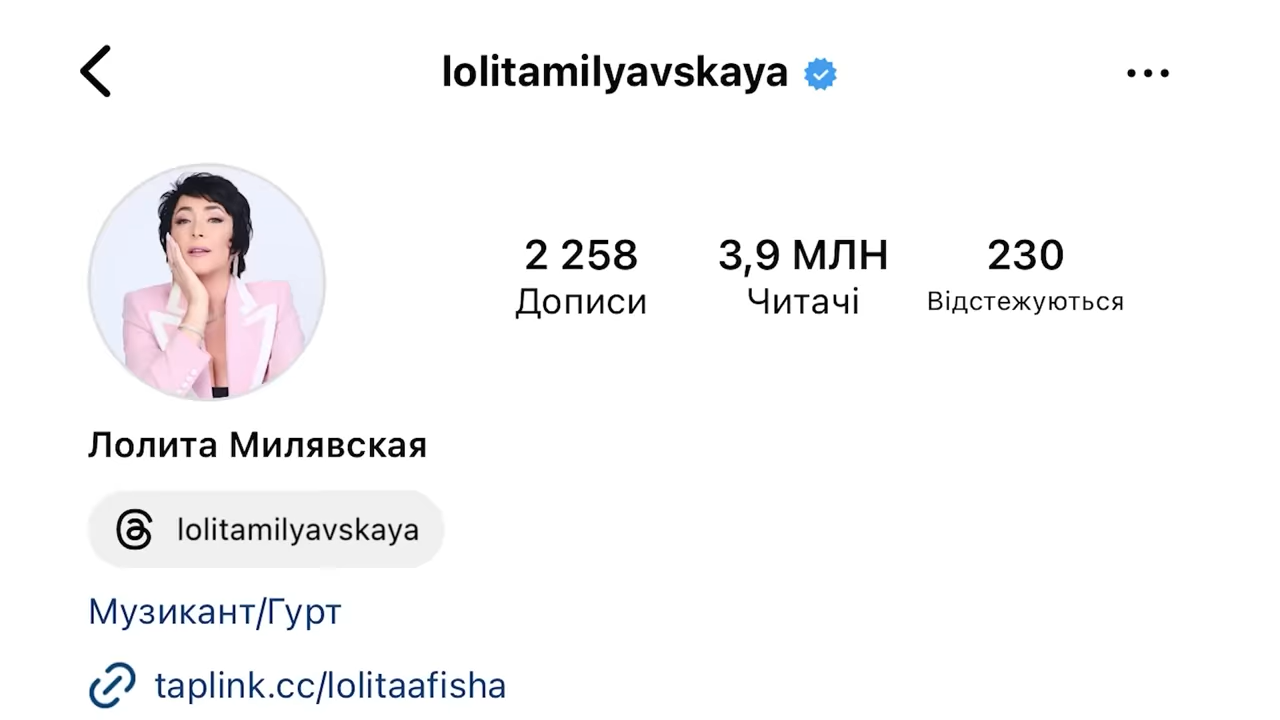 lolitamilyavskaya
2 258 3,9 МЛН 230
Дописи Читачі Відстежуються
Лолита Милявская
lolitamilyavskaya
Музикант/Гурт
taplink.cc/lolitaafisha